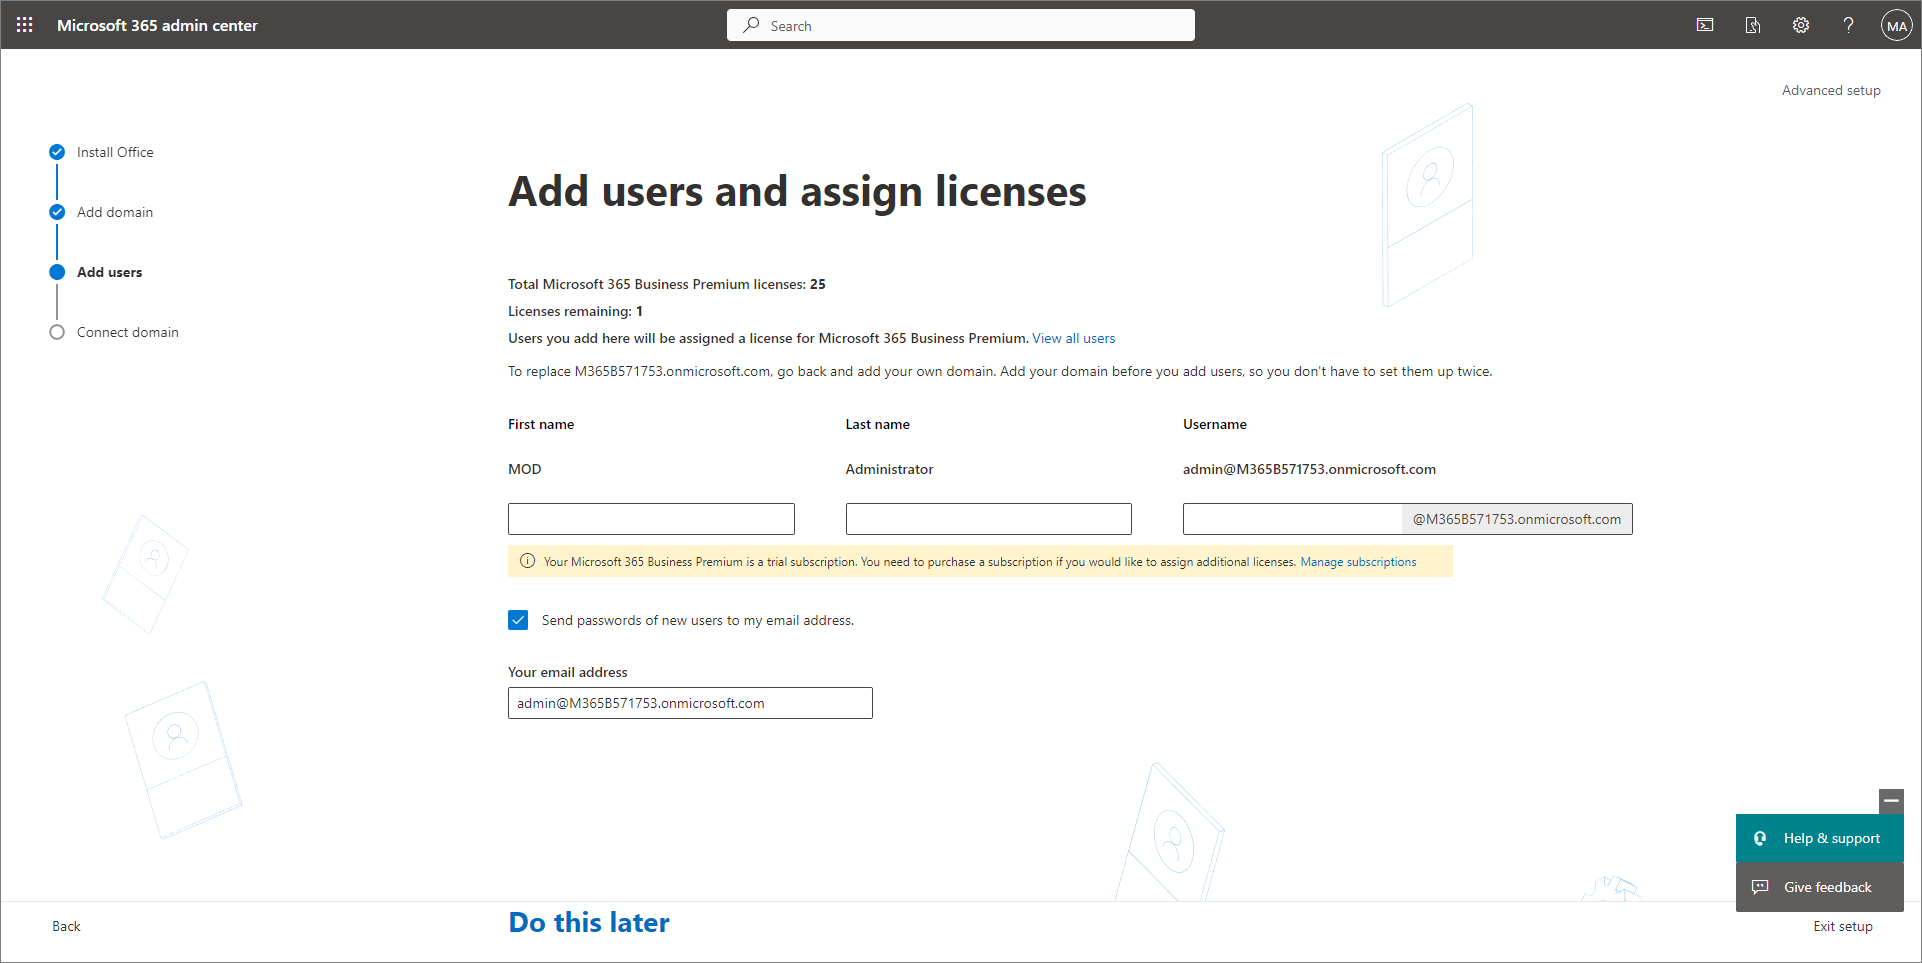 Microsoft 365 admin center
Search
MA
Advanced setup
Install Office
Add domain
Add users
Connect domain
Add users and assign licenses
Total Microsoft 365 Business Premium licenses: 25
Licenses remaining: 1
Users you add here will be assigned a license for Microsoft 365 Business Premium. View all users
To replace M365B571753.onmicrosoft.com, go back and add your own domain. Add your domain before you add users, so you don't have to set them up twice.
First name Last name Username
MOD Administrator admin@M365B571753.onmicrosoft.com
@M365B571753.onmicrosoft.com
Your Microsoft 365 Business Premium is a trial subscription. You need to purchase a subscription if you would like to assign additional licenses. Manage subscriptions
Send passwords of new users to my email address.
Your email address
admin@M365B571753.onmicrosoft.com
Help & support
Give feedback
Back
Do this later
Exit setup